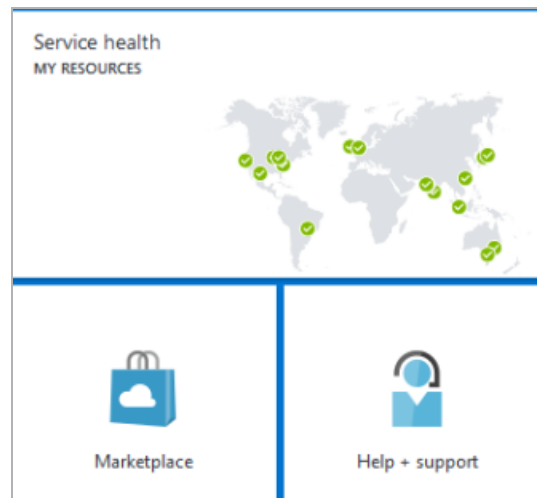 Service health
MY RESOURCES
Marketplace
Help + support